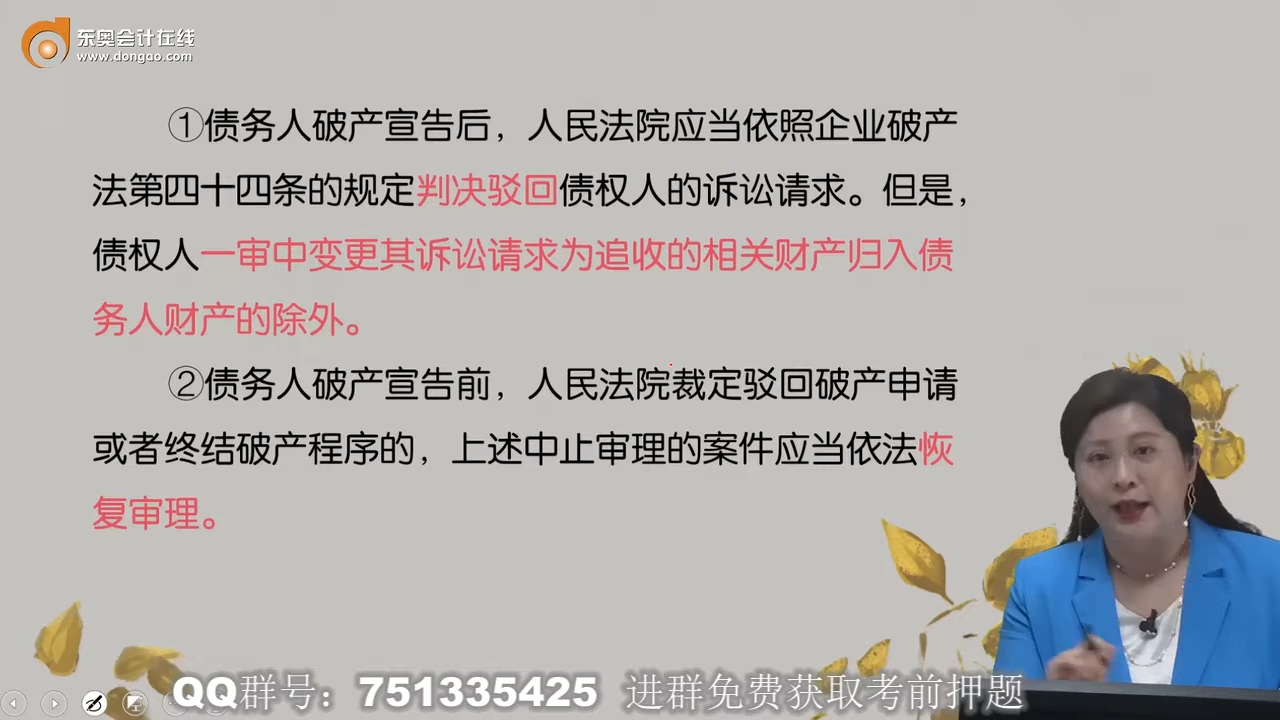 东奥会计在线
www.dongao.com
①债务人破产宣告后，人民法院应当依照企业破产
法第四十四条的规定判决驳回债权人的诉讼请求。但是，
债权人一审中变更其诉讼请求为追收的相关财产归入债
务人财产的除外。
②债务人破产宣告前，人民法院裁定驳回破产申请
或者终结破产程序的，上述中止审理的案件应当依法恢
复审理。
QQ群号：751335425 进群免费获取考前押题